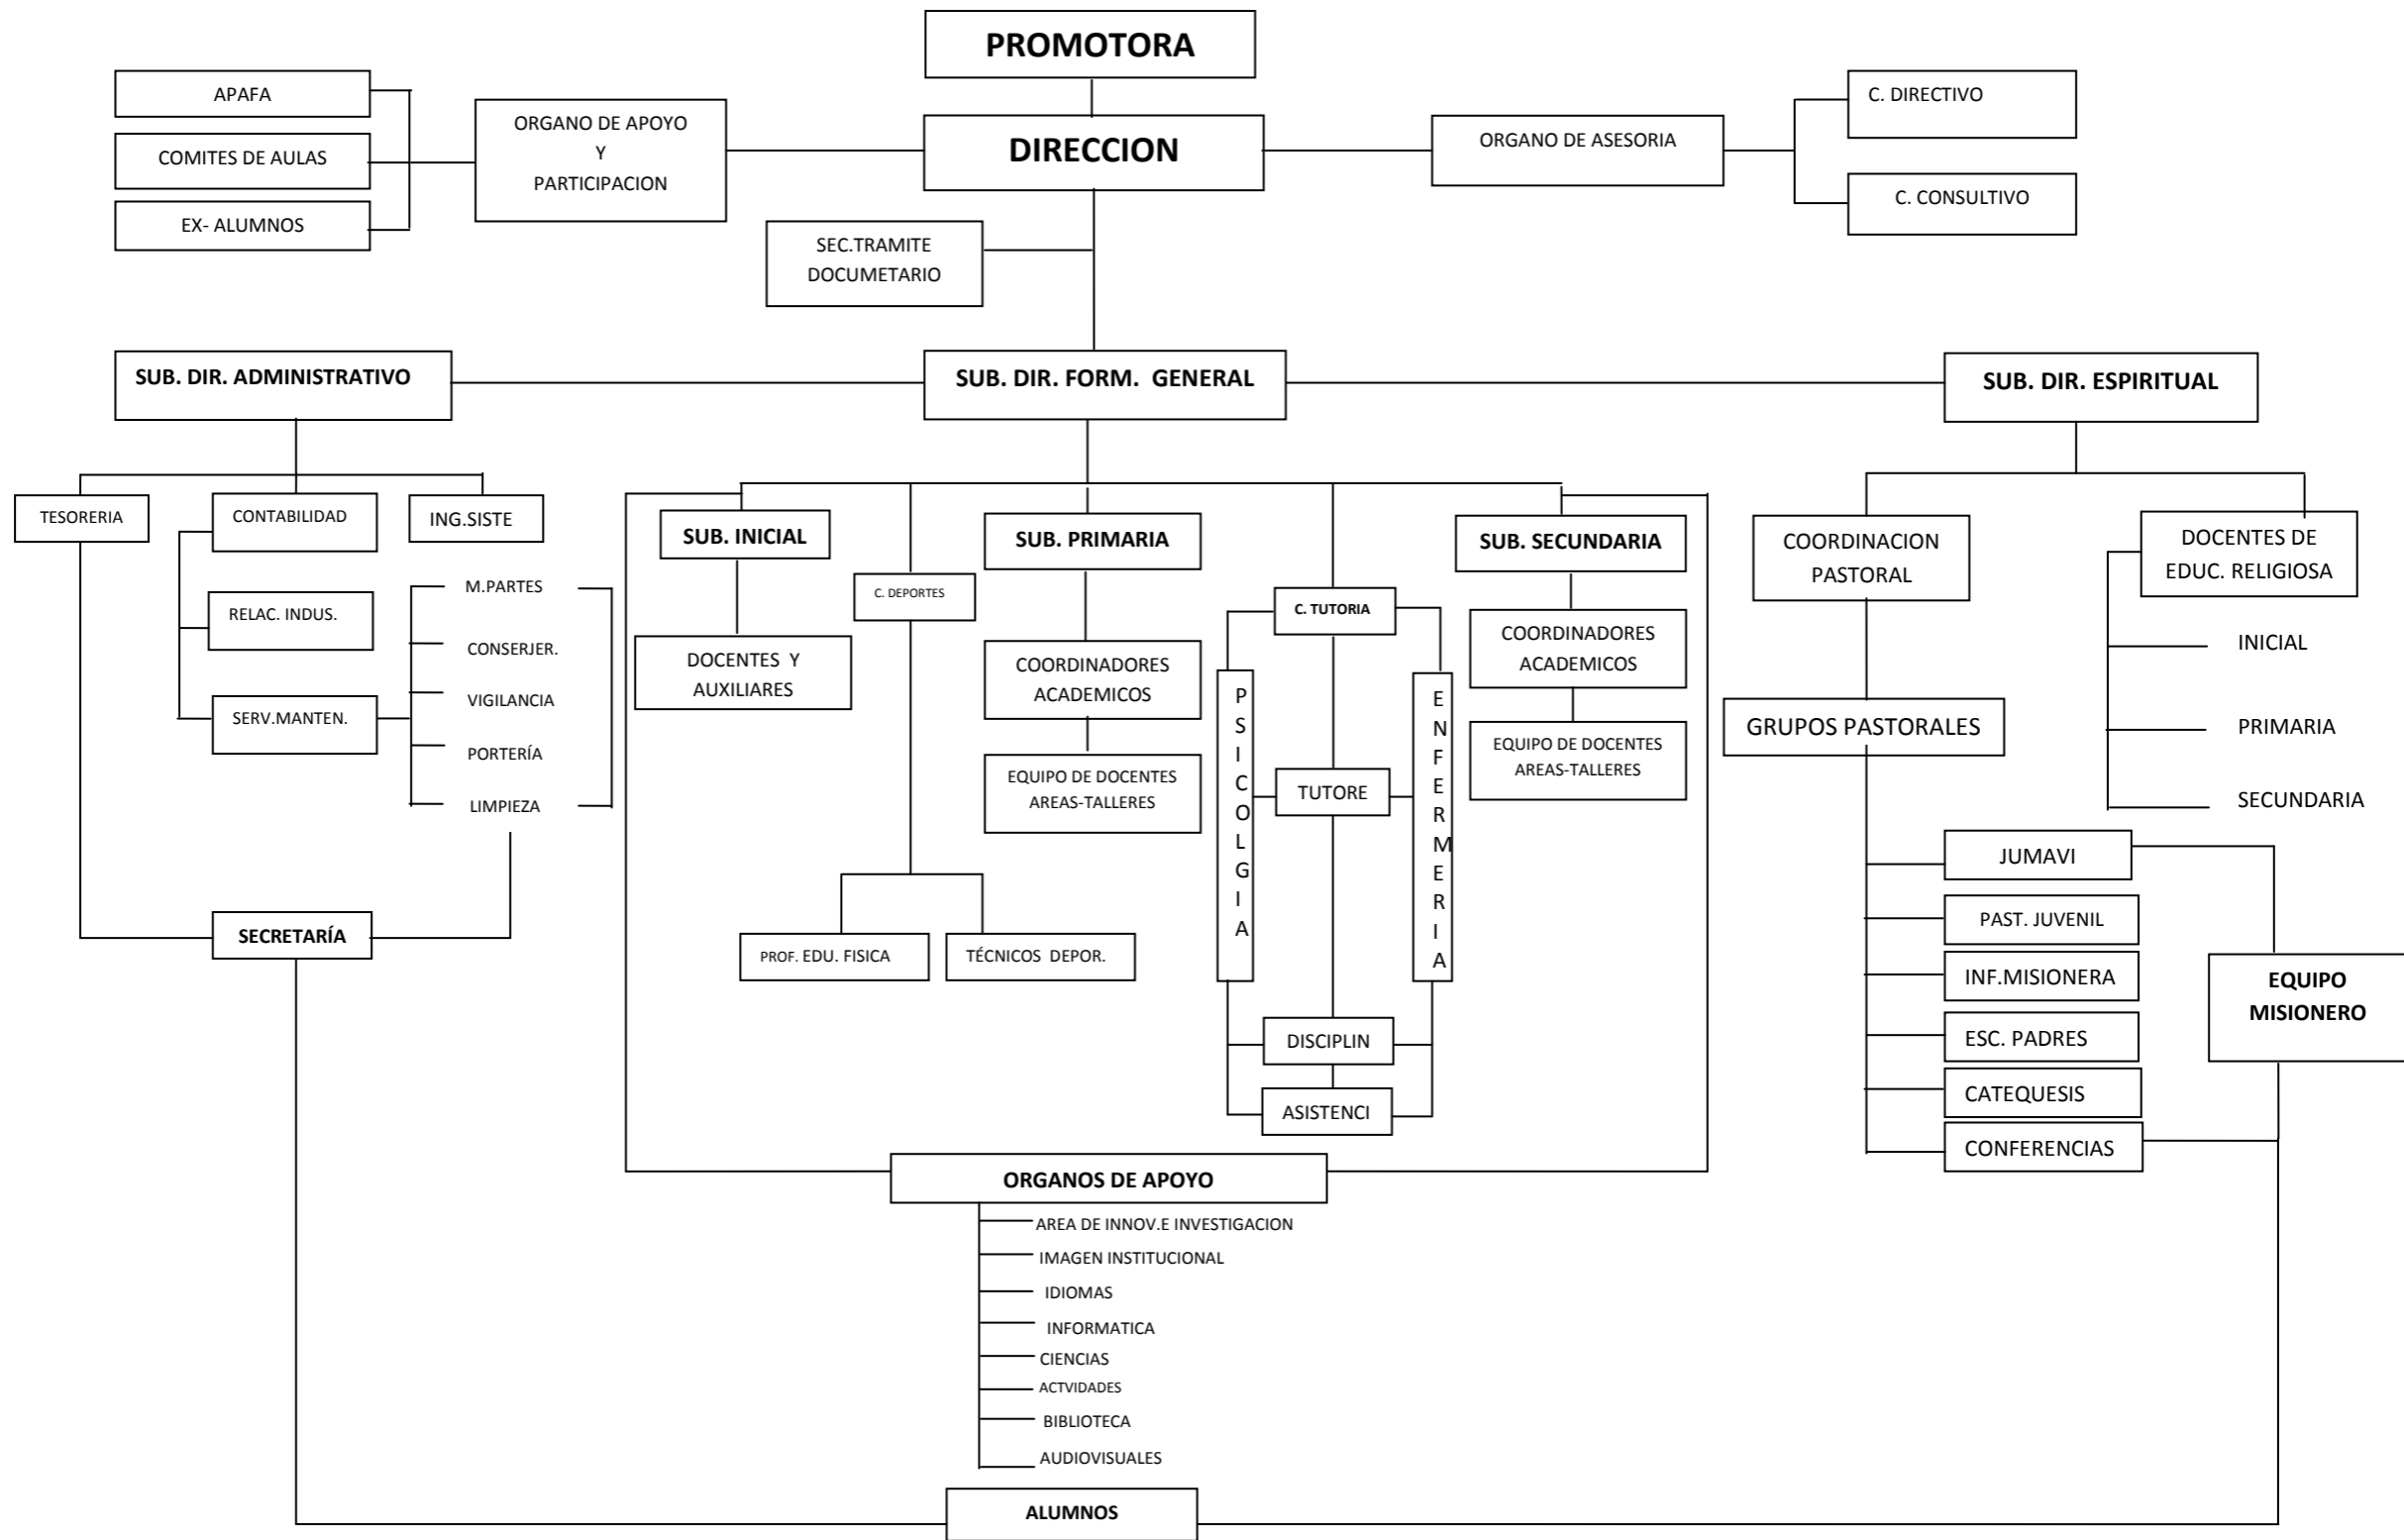 PROMOTORA
APAFA
COMITES DE AULAS
EX- ALUMNOS
ORGANO DE APOYO
Y
PARTICIPACION
DIRECCION
ORGANO DE ASESORIA
C. DIRECTIVO
C. CONSULTIVO
SEC.TRAMITE
DOCUMETARIO
SUB. DIR. ADMINISTRATIVO
SUB. DIR. FORM.  GENERAL
SUB. DIR. ESPIRITUAL
TESORERIA
CONTABILIDAD
ING.SISTE
RELAC. INDUS.
SERV.MANTEN.
M.PARTES
CONSERJER.
VIGILANCIA
PORTERÍA
LIMPIEZA
SECRETARÍA
SUB. INICIAL
DOCENTES  Y
AUXILIARES
C. DEPORTES
PROF. EDU. FISICA
TÉCNICOS  DEPOR.
SUB. PRIMARIA
COORDINADORES
ACADEMICOS
EQUIPO DE DOCENTES
AREAS-TALLERES
C. TUTORIA
PSICOLGIA
TUTORE
ENFERMERIA
DISCIPLIN
ASISTENCI
SUB. SECUNDARIA
COORDINADORES
ACADEMICOS
EQUIPO DE DOCENTES
AREAS-TALLERES
COORDINACION
PASTORAL
GRUPOS PASTORALES
DOCENTES DE
EDUC. RELIGIOSA
INICIAL
PRIMARIA
SECUNDARIA
JUMAVI
PAST. JUVENIL
INF.MISIONERA
ESC. PADRES
CATEQUESIS
CONFERENCIAS
EQUIPO
MISIONERO
ORGANOS DE APOYO
AREA DE INNOV.E INVESTIGACION
IMAGEN INSTITUCIONAL
IDIOMAS
INFORMATICA
CIENCIAS
ACTVIDADES
BIBLIOTECA
AUDIOVISUALES
ALUMNOS